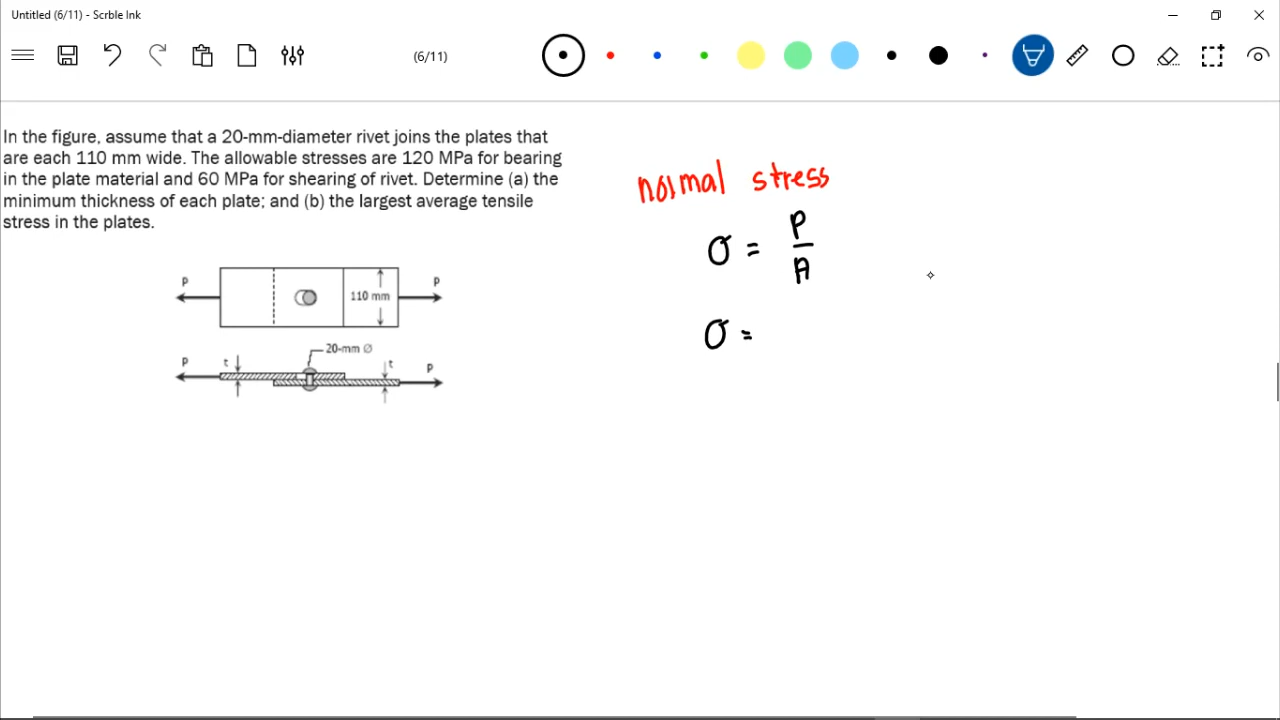 Untitled (6/11) - Scrble Ink
(6/11)
In the figure, assume that a 20-mm-diameter rivet joins the plates that
are each 110 mm wide. The allowable stresses are 120 MPa for bearing
in the plate material and 60 MPa for shearing of rivet. Determine (a) the
minimum thickness of each plate; and (b) the largest average tensile
stress in the plates.
normal stress
σ = P
A
σ =
P
P
110 mm
20-mm Ø
P
t
t
P